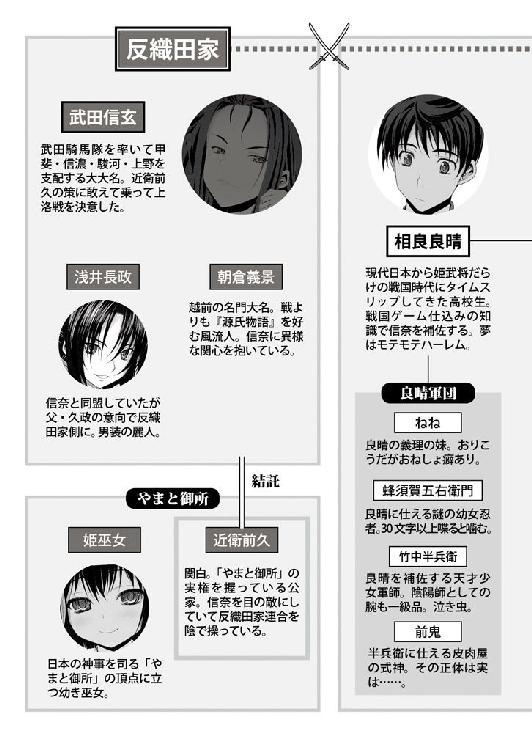 反織田家
武田信玄
武田騎馬隊を率いて甲
斐・信濃・駿河・上野を
支配する大大名。近衛前
久の策に敢えて乗って上
洛戦を決意した。
浅井長政
信奈と同盟していたが
父・久政の意向で反織
田家側に。男装の麗人。
朝倉義景
越前の名門大名。戦よ
りも『源氏物語』を好
む風流人。信奈に異様
な関心を抱いている。
結託
やまと御所
姫巫女
日本の神事を司る「や
まと御所」の頂点に立
つ幼き巫女。
近衛前久
関白。「やまと御所」の
実権を握っている公
家。信奈を目の敵にし
ていて反織田家連合を
陰で操っている。
相良良晴
現代日本から姫武将だら
けの戦国時代にタイムス
リップしてきた高校生。
戦国ゲーム仕込みの知
識で信奈を補佐する。夢
はモテモテハーレム。
良晴軍団
ねね
良晴の義理の妹。おりこ
うだがおねしょ癖あり。
蜂須賀五右衛門
良晴に仕える謎の幼女忍
者。30文字以上喋ると噛む。
竹中半兵衛
良晴を補佐する天才少
女軍師。陰陽師としての
腕も一級品。泣き虫。
前鬼
半兵衛に仕える皮肉屋
の式神。その正体は実
は……。